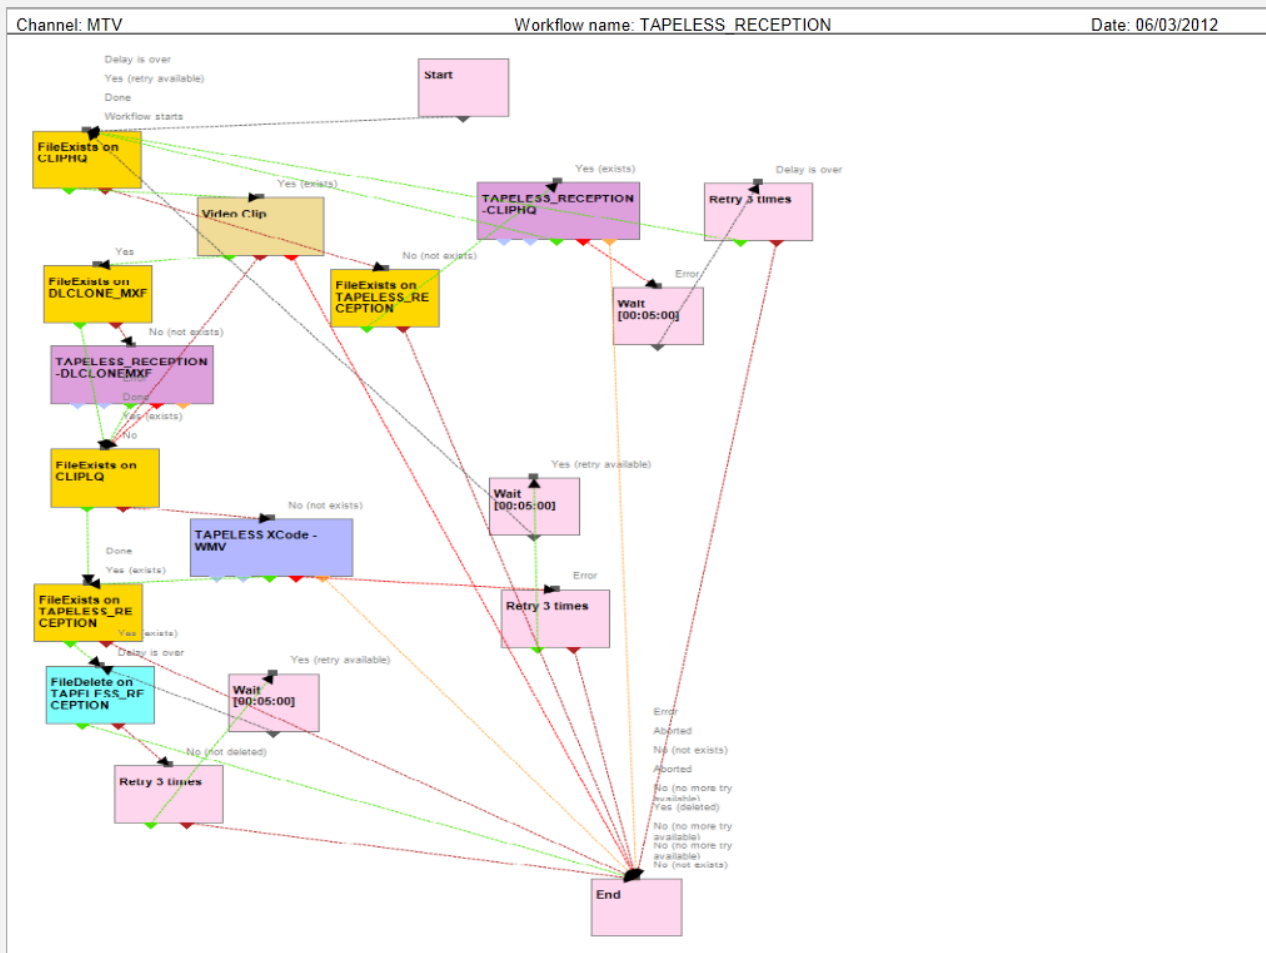 Channel: MTV
Workflow name: TAPELESS_RECEPTION
Date: 06/03/2012
Delay is over
Yes (retry available)
Done
Workflow starts
Start
FileExists on
CLIPHQ
Yes (exists)
Video Clip
Yes (exists)
TAPELESS_RECEPTION
-CLIPHQ
Delay is over
Retry 3 times
Yes
FileExists on
DLCLONE_MXF
No (not exists)
FileExists on
TAPELESS_RE
CEPTION
Error
Wait
[00:05:00]
No (not exists)
TAPELESS_RECEPTION
-DLCLONEMXF
Error
Done
Yes (exists)
No
FileExists on
CLIPLQ
Yes (retry available)
Wait
[00:05:00]
No (not exists)
TAPELESS XCode -
WMV
Done
Yes (exists)
FileExists on
TAPELESS_RE
CEPTION
Error
Retry 3 times
Yes (exists)
Delay is over
FileDelete on
TAPELESS_RE
CEPTION
Yes (retry available)
Wait
[00:05:00]
No (not deleted)
Retry 3 times
Error
Aborted
No (not exists)
Aborted
No (no more try
available)
Yes (deleted)
No (no more try
available)
No (no more try
available)
No (not exists)
End